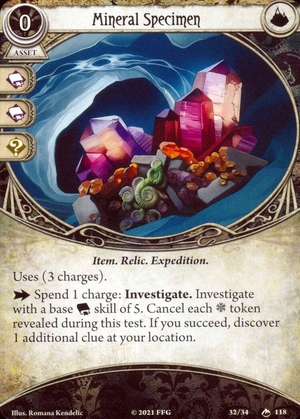 Mineral Specimen
0
ASSET
Item. Relic. Expedition.
Uses (3 charges).
Spend 1 charge: Investigate. Investigate
with a base skill of 5. Cancel each token
revealed during this test. If you succeed, discover
1 additional clue at your location.
Illus. Romana Kendelic
© 2021 FFG
32/34
118